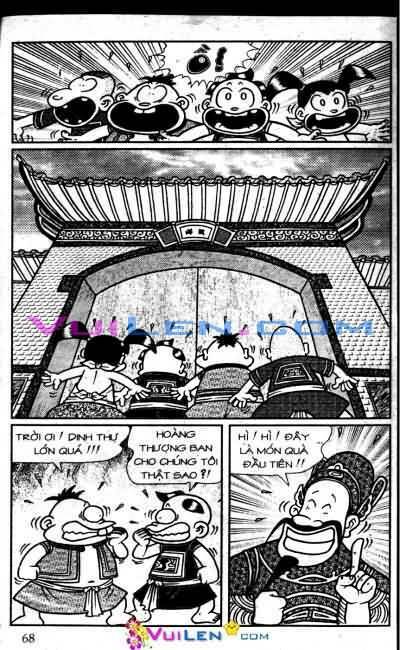 Ồ!
VUILEN.COM
TRỜI ƠI! DINH THỰ
LỚN QUÁ!!!
HOÀNG
THƯỢNG BAN
CHO CHÚNG TÔI
THẬT SAO?!
HÌ! HÌ! ĐÂY
LÀ MÓN QUÀ
ĐẦU TIÊN!!
68
VUILEN.COM